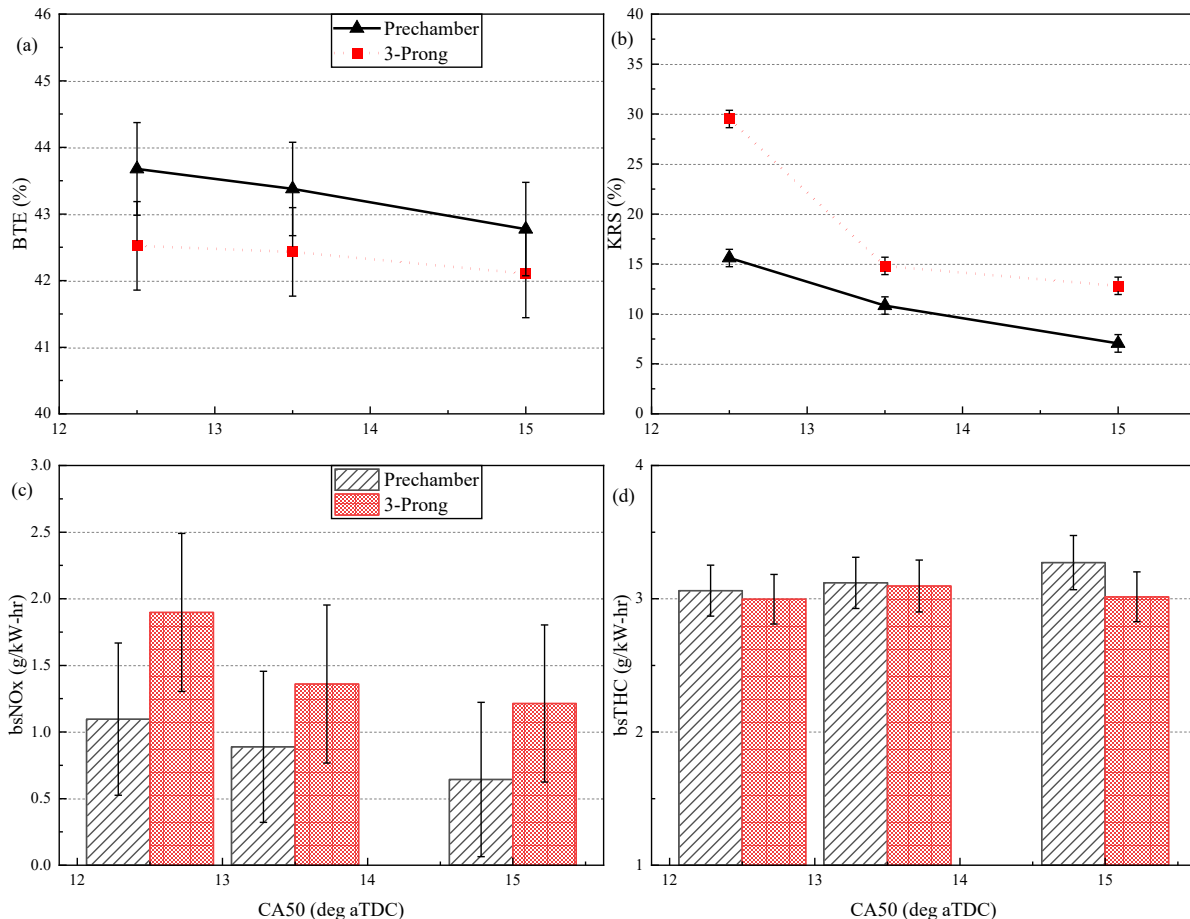 (a)
Prechamber
3-Prong
46
45
44
43
42
41
40
BTE (%)
12 13 14 15
(b)
40
35
30
25
20
15
10
5
0
KRS (%)
12 13 14 15
(c)
Prechamber
3-Prong
3.0
2.5
2.0
1.5
1.0
0.5
0.0
bsNOx (g/kW-hr)
12 13 14 15
CA50 (deg aTDC)
(d)
4
3
2
1
bsTHC (g/kW-hr)
12 13 14 15
CA50 (deg aTDC)